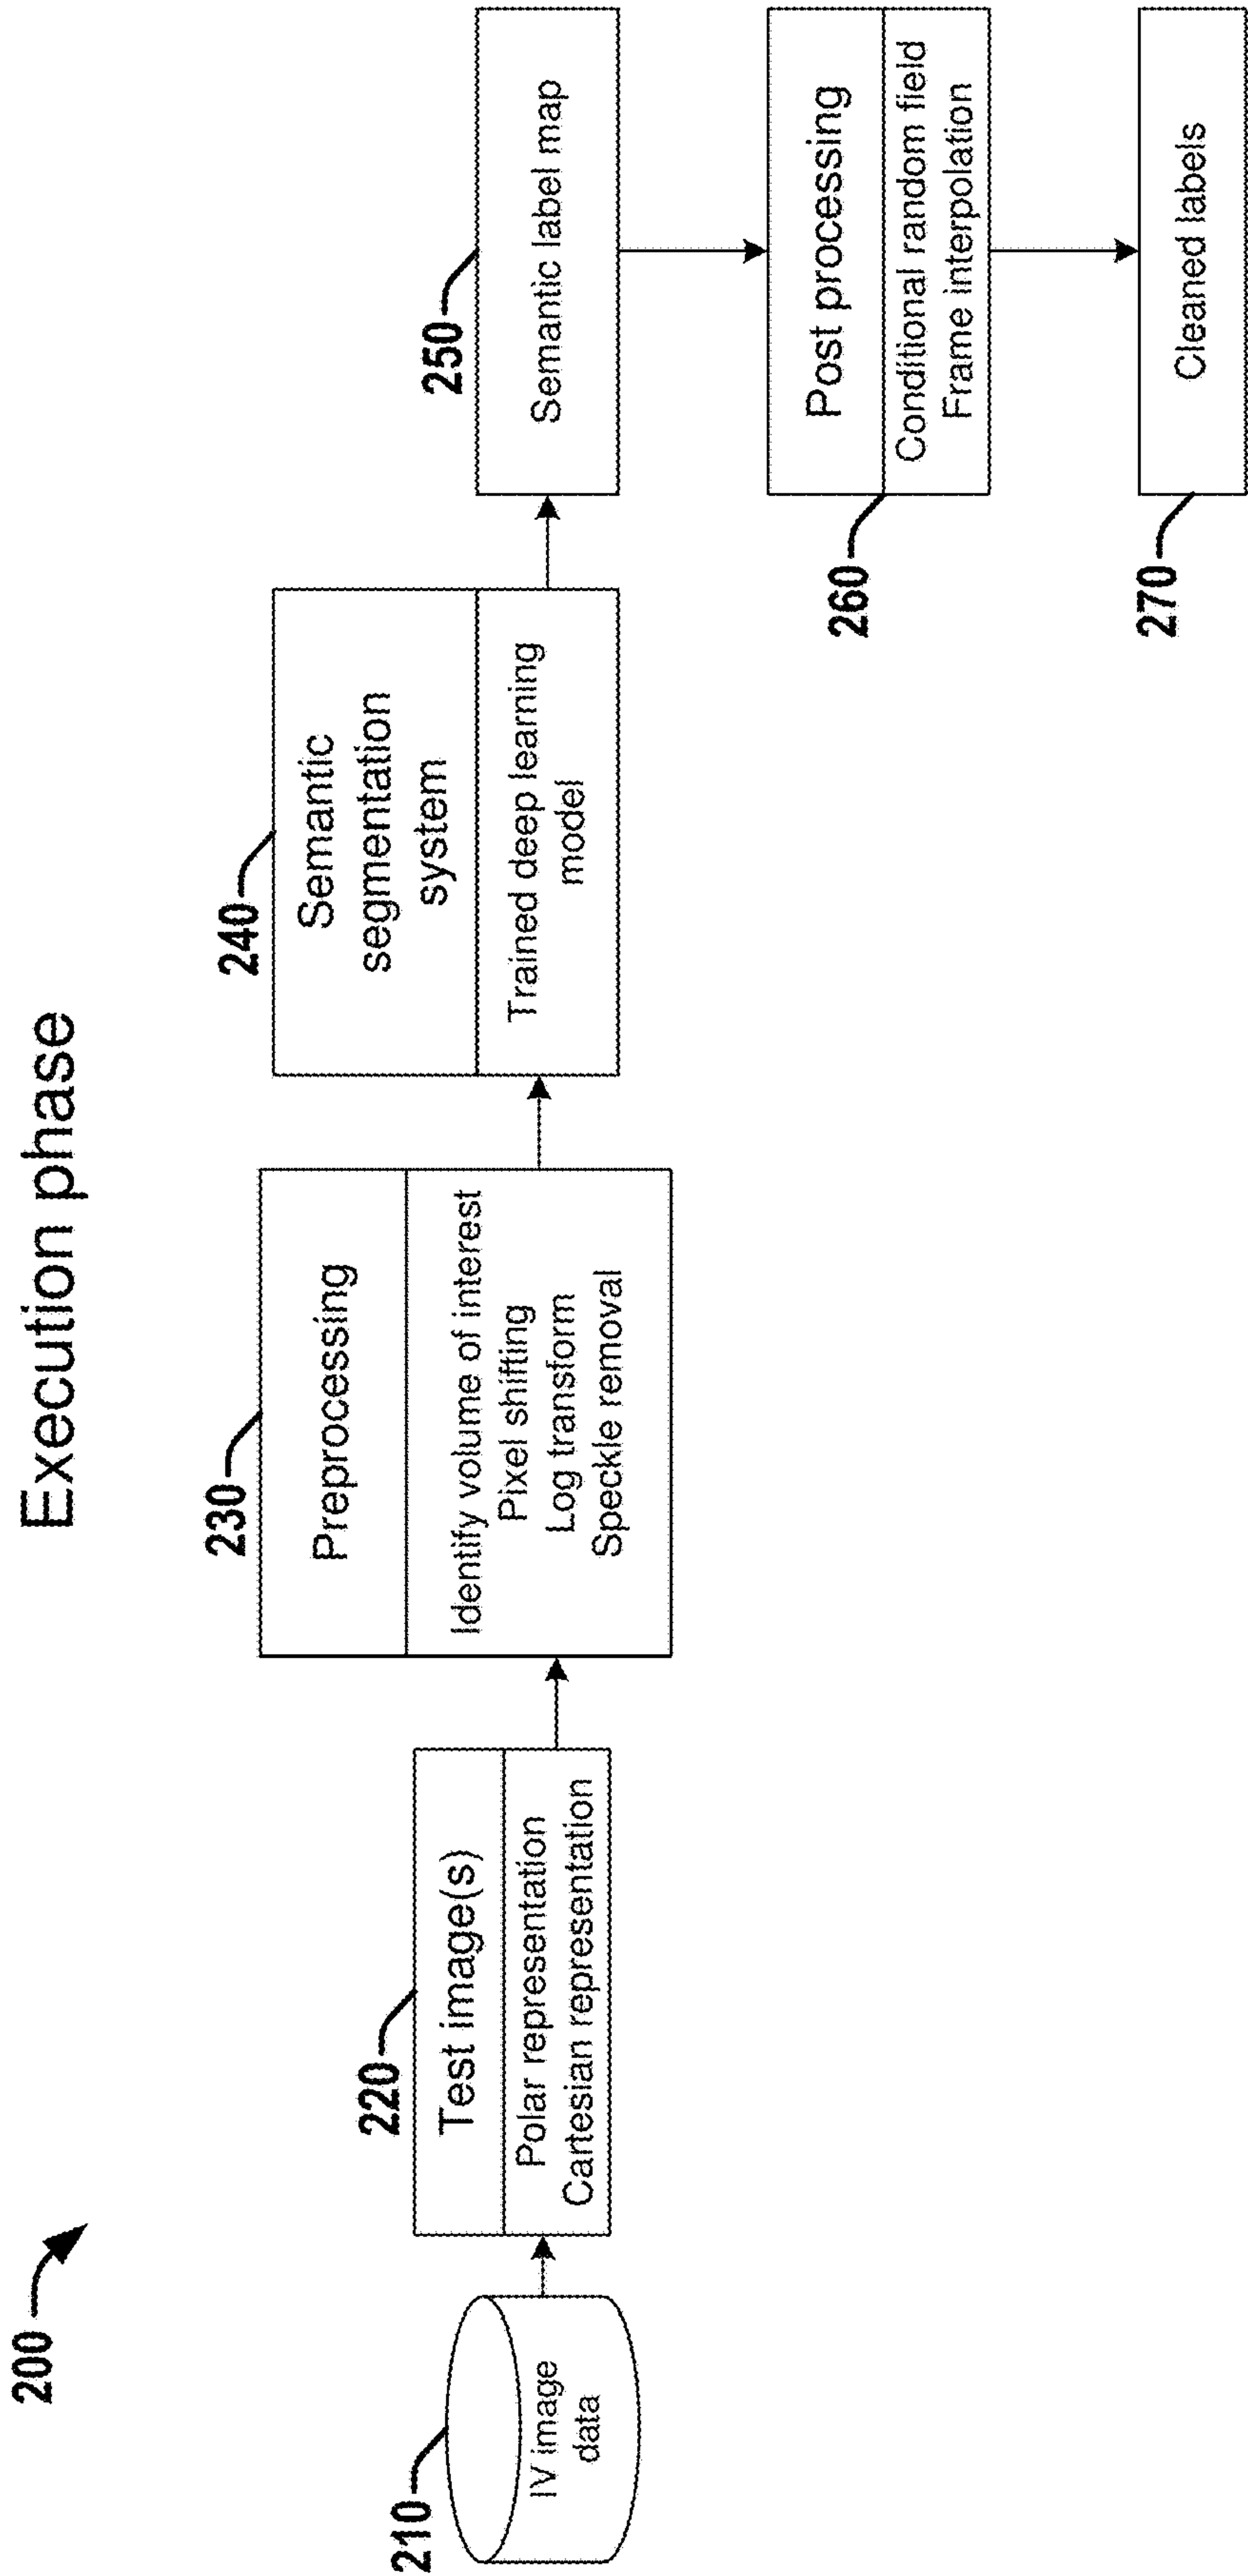 200
Execution phase
210
IV image
data
220
Test image(s)
Polar representation
Cartesian representation
230
Preprocessing
Identify volume of interest
Pixel shifting
Log transform
Speckle removal
240
Semantic
segmentation
system
Trained deep learning
model
250
Semantic label map
260
Post processing
Conditional random field
Frame interpolation
270
Cleaned labels